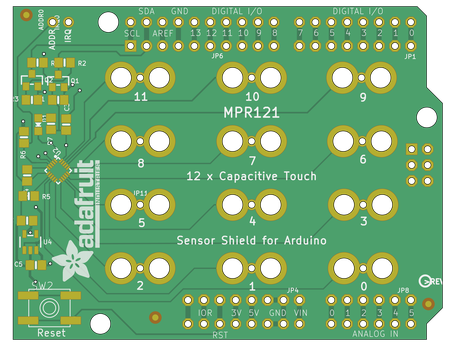 SDA GND DIGITAL I/O DIGITAL I/O
ADDR
IRQ
SCL AREF 13 12 11 10 9 8 7 6 5 4 3 2 1 0
JP6 JP1
R2
Q1
11 10 9
MPR121
R6
8 7 6
12 x Capacitive Touch
R5
JP11
adafruit
5 4 3
U4
Sensor Shield for Arduino
C5
2 1 0
SW2
REV
JP4 JP8
IOR 3V 5V GND VIN 0 1 2 3 4 5
Reset
RST ANALOG IN